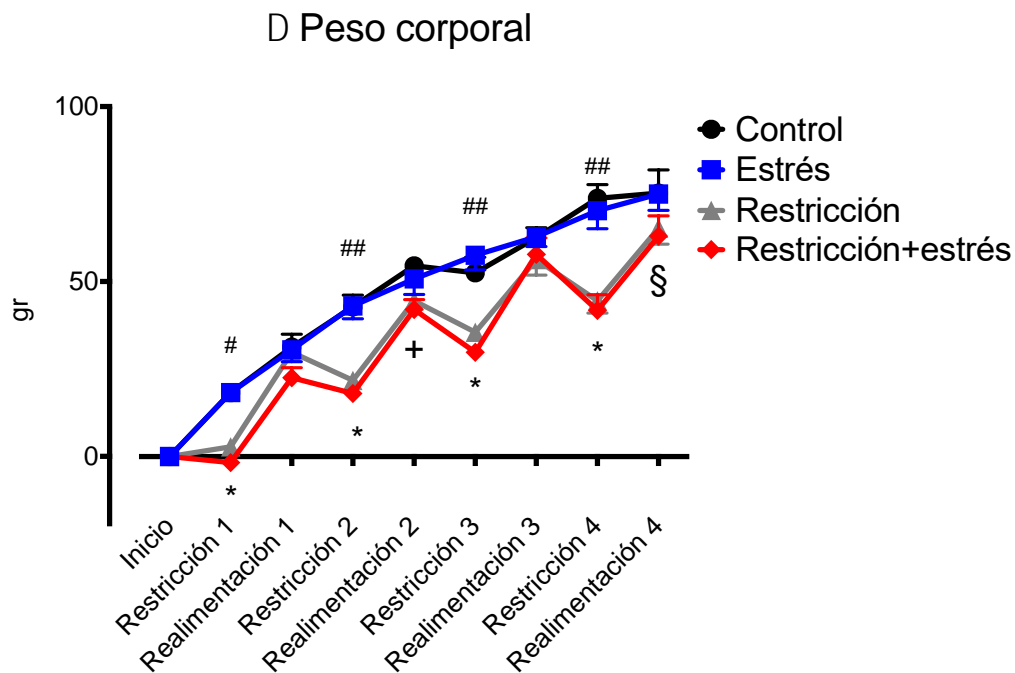 D Peso corporal
100
50
0
gr
#
##
##
##
*
*
+
*
*
§
Control
Estrés
Restricción
Restricción+estrés
Inicio
Restricción 1
Realimentación 1
Restricción 2
Realimentación 2
Restricción 3
Realimentación 3
Restricción 4
Realimentación 4